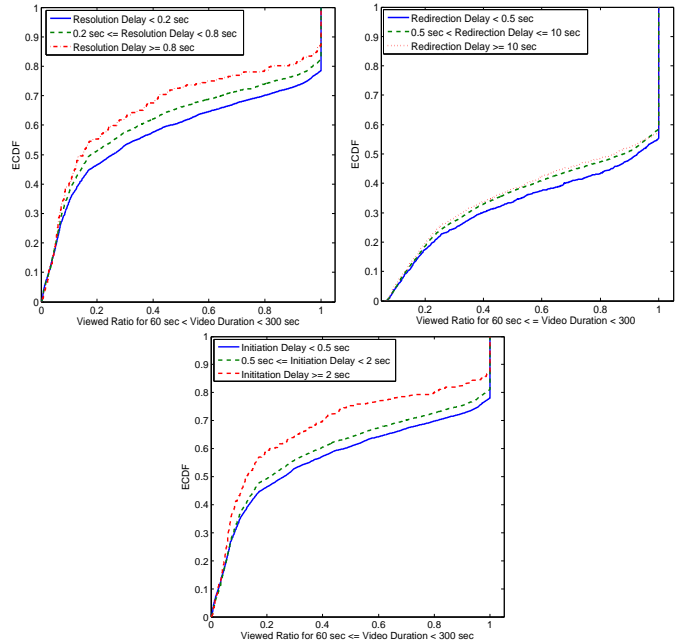 Resolution Delay < 0.2 sec
0.2 sec <= Resolution Delay < 0.8 sec
Resolution Delay >= 0.8 sec
1
0.9
0.8
0.7
0.6
0.5
0.4
0.3
0.2
0.1
0
ECDF
0 0.2 0.4 0.6 0.8 1
Viewed Ratio for 60 sec < Video Duration < 300 sec
Redirection Delay < 0.5 sec
0.5 sec < Redirection Delay <= 10 sec
Redirection Delay >= 10 sec
1
0.9
0.8
0.7
0.6
0.5
0.4
0.3
0.2
0.1
0
ECDF
0.2 0.4 0.6 0.8 1
Viewed Ratio for 60 sec <= Video Duration < 300
Initiation Delay < 0.5 sec
0.5 sec <= Initiation Delay < 2 sec
Inititation Delay >= 2 sec
1
0.9
0.8
0.7
0.6
0.5
0.4
0.3
0.2
0.1
0
ECDF
0 0.2 0.4 0.6 0.8 1
Viewed Ratio for 60 sec <= Video Duration < 300 sec